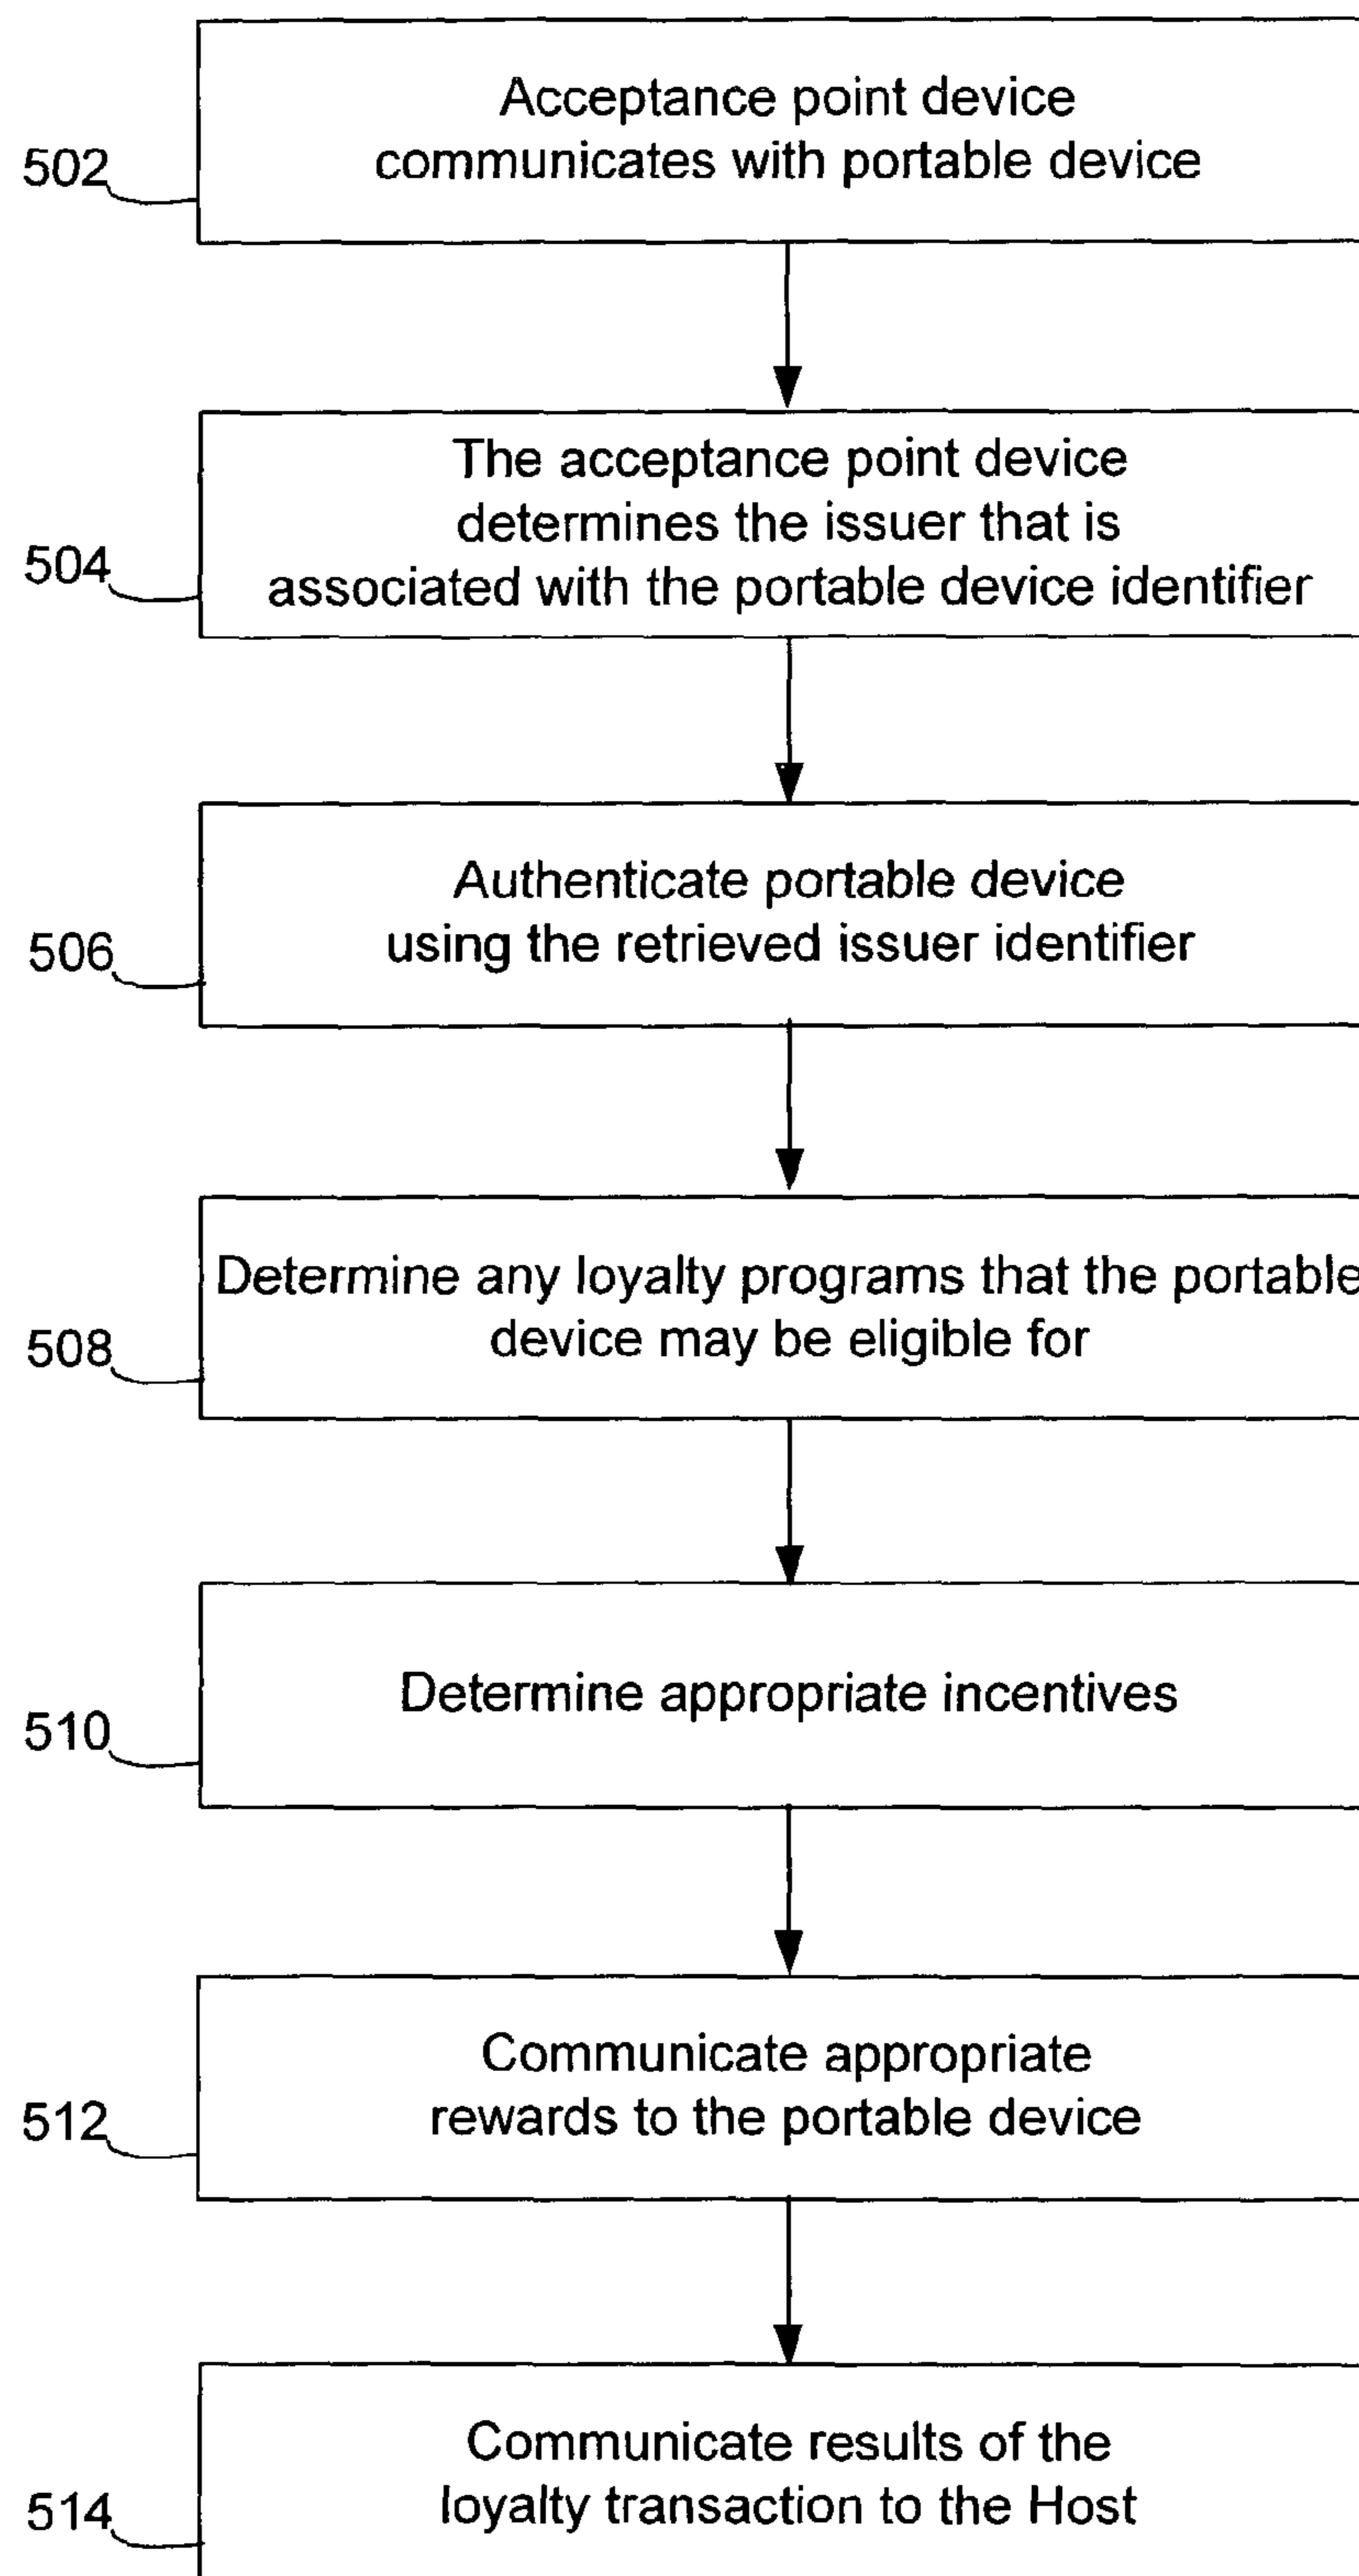 Acceptance point device
communicates with portable device
502
The acceptance point device
determines the issuer that is
associated with the portable device identifier
504
Authenticate portable device
using the retrieved issuer identifier
506
Determine any loyalty programs that the portable
device may be eligible for
508
Determine appropriate incentives
510
Communicate appropriate
rewards to the portable device
512
Communicate results of the
loyalty transaction to the Host
514